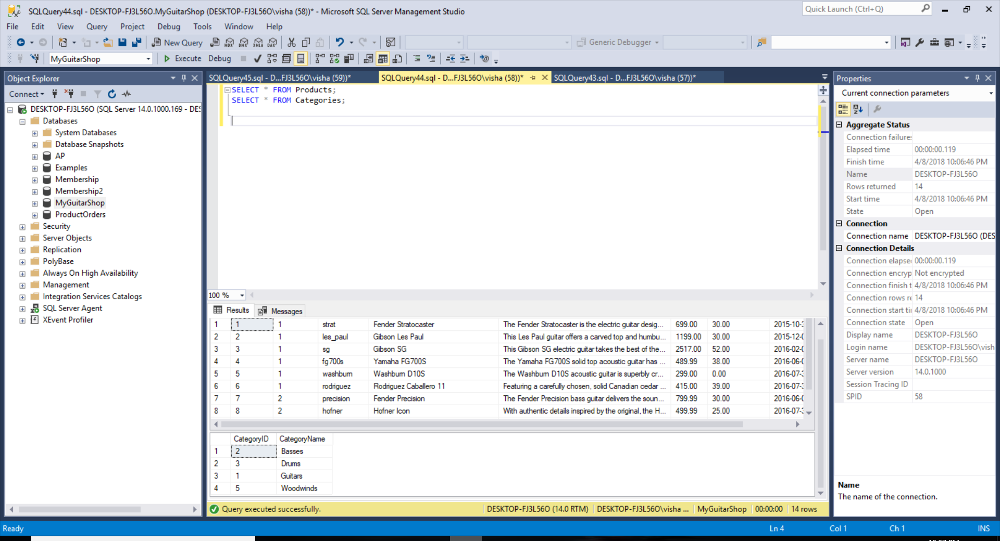 SQLQuery44.sql - DESKTOP-FJ3L56O.MyGuitarShop (DESKTOP-FJ3L56O\visha (58))* - Microsoft SQL Server Management Studio
Quick Launch (Ctrl+Q)
File Edit View Query Project Debug Tools Window Help
New Query MDX DMX XMLA DAX Generic Debugger
MyGuitarShop Execute Debug
Object Explorer
Connect
DESKTOP-FJ3L56O (SQL Server 14.0.1000.169 - DES
Databases
System Databases
Database Snapshots
AP
Examples
Membership
Membership2
MyGuitarShop
ProductOrders
Security
Server Objects
Replication
PolyBase
Always On High Availability
Management
Integration Services Catalogs
SQL Server Agent
XEvent Profiler
SQLQuery45.sql - D...FJ3L56O\visha (59))* SQLQuery44.sql - D...FJ3L56O\visha (58))* SQLQuery43.sql - D...FJ3L56O\visha (57))*
SELECT * FROM Products;
SELECT * FROM Categories;
100 %
Results Messages
1 1 1 strat Fender Stratocaster The Fender Stratocaster is the electric guitar desig... 699.00 30.00 2015-10-3
2 2 1 les_paul Gibson Les Paul This Les Paul guitar offers a carved top and humbu... 1199.00 30.00 2015-12-0
3 3 1 sg Gibson SG This Gibson SG electric guitar takes the best of the... 2517.00 52.00 2016-02-0
4 4 1 fg700s Yamaha FG700S The Yamaha FG700S solid top acoustic guitar has ... 489.99 38.00 2016-06-0
5 5 1 washburn Washburn D10S The Washburn D10S acoustic guitar is superbly cr... 299.00 0.00 2016-07-3
6 6 1 rodriguez Rodriguez Caballero 11 Featuring a carefully chosen, solid Canadian cedar ... 415.00 39.00 2016-07-3
7 7 2 precision Fender Precision The Fender Precision bass guitar delivers the soun... 799.99 30.00 2016-06-0
8 8 2 hofner Hofner Icon With authentic details inspired by the original, the H... 499.99 25.00 2016-07-3
CategoryID CategoryName
1 2 Basses
2 3 Drums
3 1 Guitars
4 5 Woodwinds
Query executed successfully. DESKTOP-FJ3L56O (14.0 RTM) DESKTOP-FJ3L56O\visha ... MyGuitarShop 00:00:00 14 rows
Properties
Current connection parameters
Aggregate Status
Connection failures
Elapsed time 00:00:00.119
Finish time 4/8/2018 10:06:46 PM
Name DESKTOP-FJ3L56O
Rows returned 14
Start time 4/8/2018 10:06:46 PM
State Open
Connection
Connection name DESKTOP-FJ3L56O (DES
Connection Details
Connection elapse 00:00:00.119
Connection encryp Not encrypted
Connection finish t 4/8/2018 10:06:46 PM
Connection rows re 14
Connection start tii 4/8/2018 10:06:46 PM
Connection state Open
Display name DESKTOP-FJ3L56O
Login name DESKTOP-FJ3L56O\vish
Server name DESKTOP-FJ3L56O
Server version 14.0.1000
Session Tracing ID
SPID 58
Name
The name of the connection.
Ready Ln 4 Col 1 Ch 1 INS